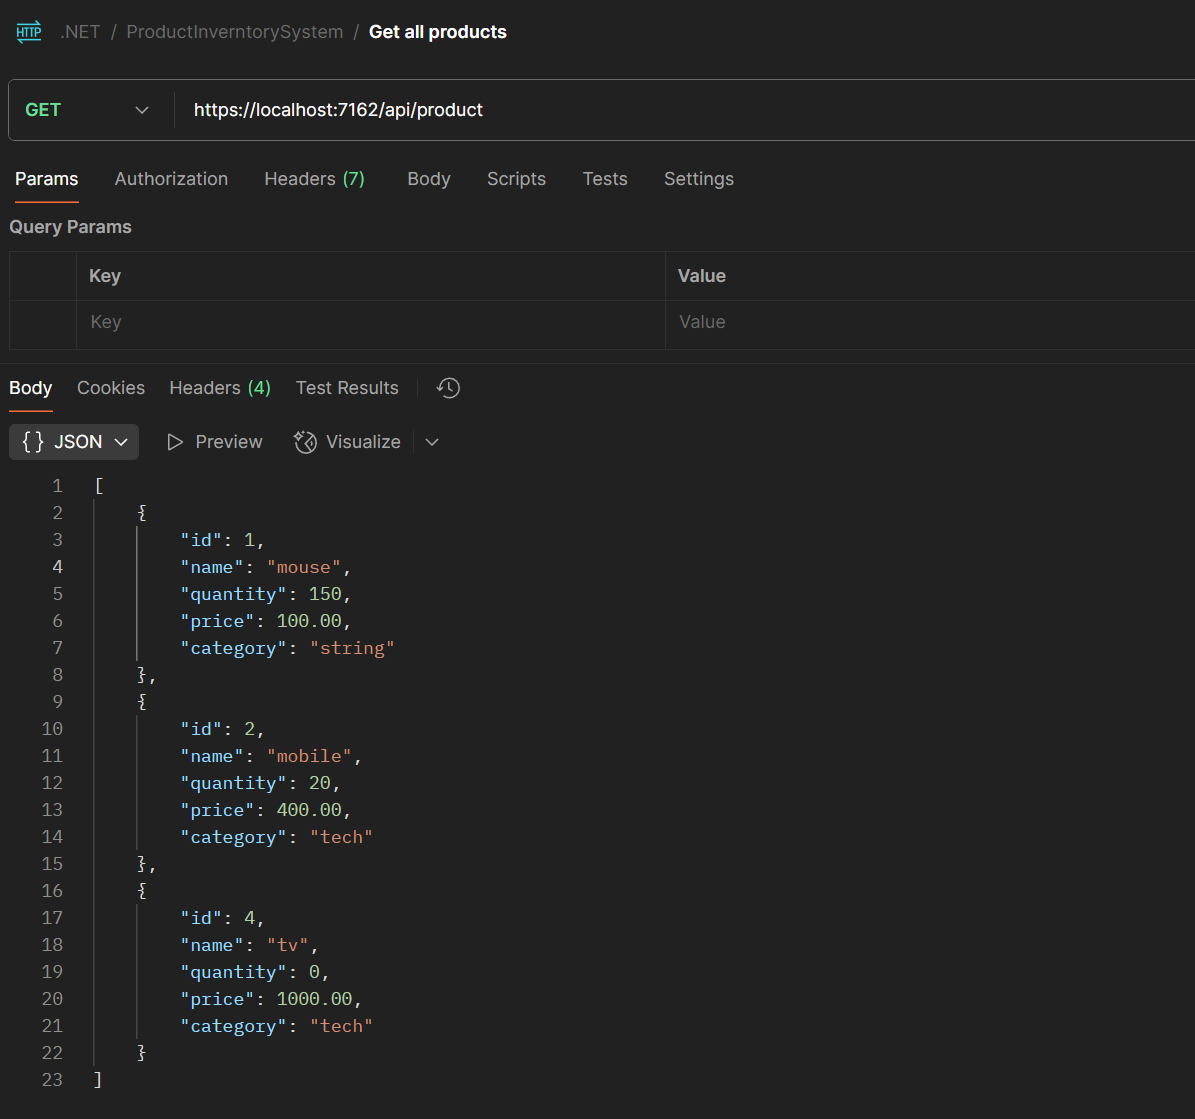 HTTP .NET / ProductInverntorySystem / Get all products
GET https://localhost:7162/api/product
Params Authorization Headers (7) Body Scripts Tests Settings
Query Params
Key Value
Key Value
Body Cookies Headers (4) Test Results
{} JSON Preview Visualize
1 [
2 {
3 "id": 1,
4 "name": "mouse",
5 "quantity": 150,
6 "price": 100.00,
7 "category": "string"
8 },
9 {
10 "id": 2,
11 "name": "mobile",
12 "quantity": 20,
13 "price": 400.00,
14 "category": "tech"
15 },
16 {
17 "id": 4,
18 "name": "tv",
19 "quantity": 0,
20 "price": 1000.00,
21 "category": "tech"
22 }
23 ]